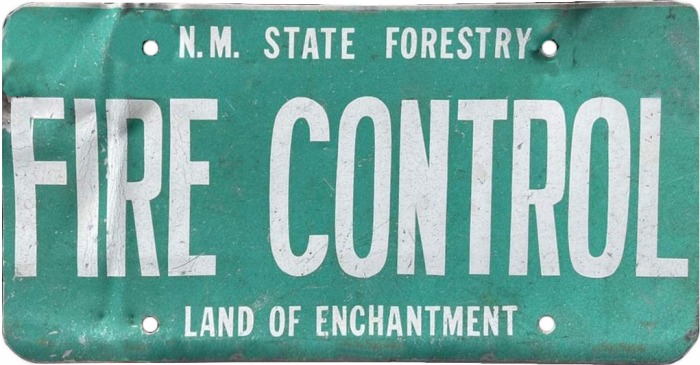 N.M. STATE FORESTRY
FIRE CONTROL
LAND OF ENCHANTMENT